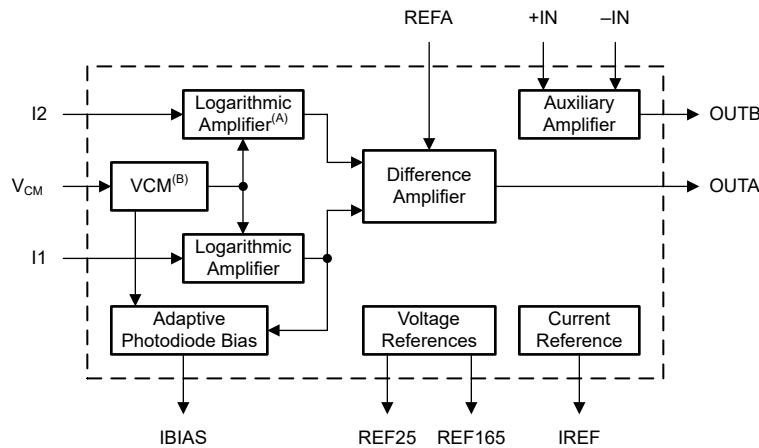 REFA
+IN
–IN
I2
Logarithmic
Amplifier(A)
Auxiliary
Amplifier
OUTB
VCM
VCM(B)
Difference
Amplifier
OUTA
I1
Logarithmic
Amplifier
Adaptive
Photodiode Bias
Voltage
References
Current
Reference
IBIAS
REF25
REF165
IREF